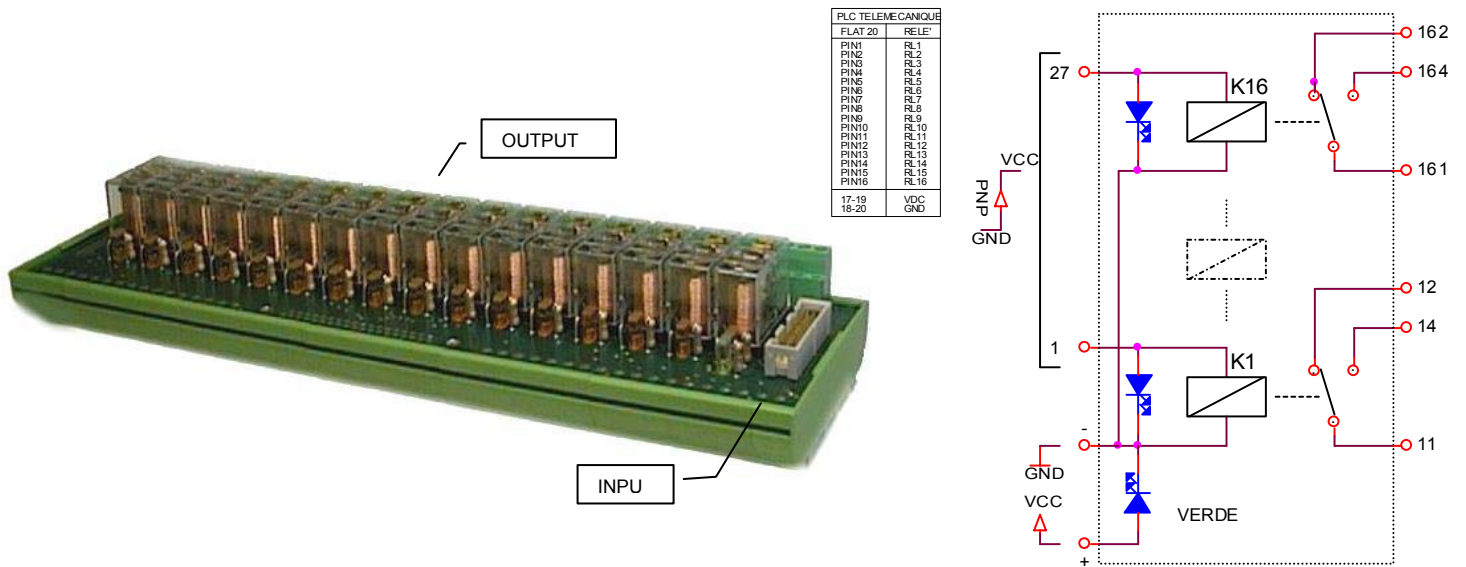 OUTPUT
INPU
PLC TELEMECANIQUE
FLAT 20 RELE'
PIN1 RL1
PIN2 RL2
PIN3 RL3
PIN4 RL4
PIN5 RL5
PIN6 RL6
PIN7 RL7
PIN8 RL8
PIN9 RL9
PIN10 RL10
PIN11 RL11
PIN12 RL12
PIN13 RL13
PIN14 RL14
PIN15 RL15
PIN16 RL16
17-19 VDC
18-20 GND
162
27
164
K16
VCC
161
PNP
GND
12
14
1
K1
-
11
GND
VCC
VERDE
+